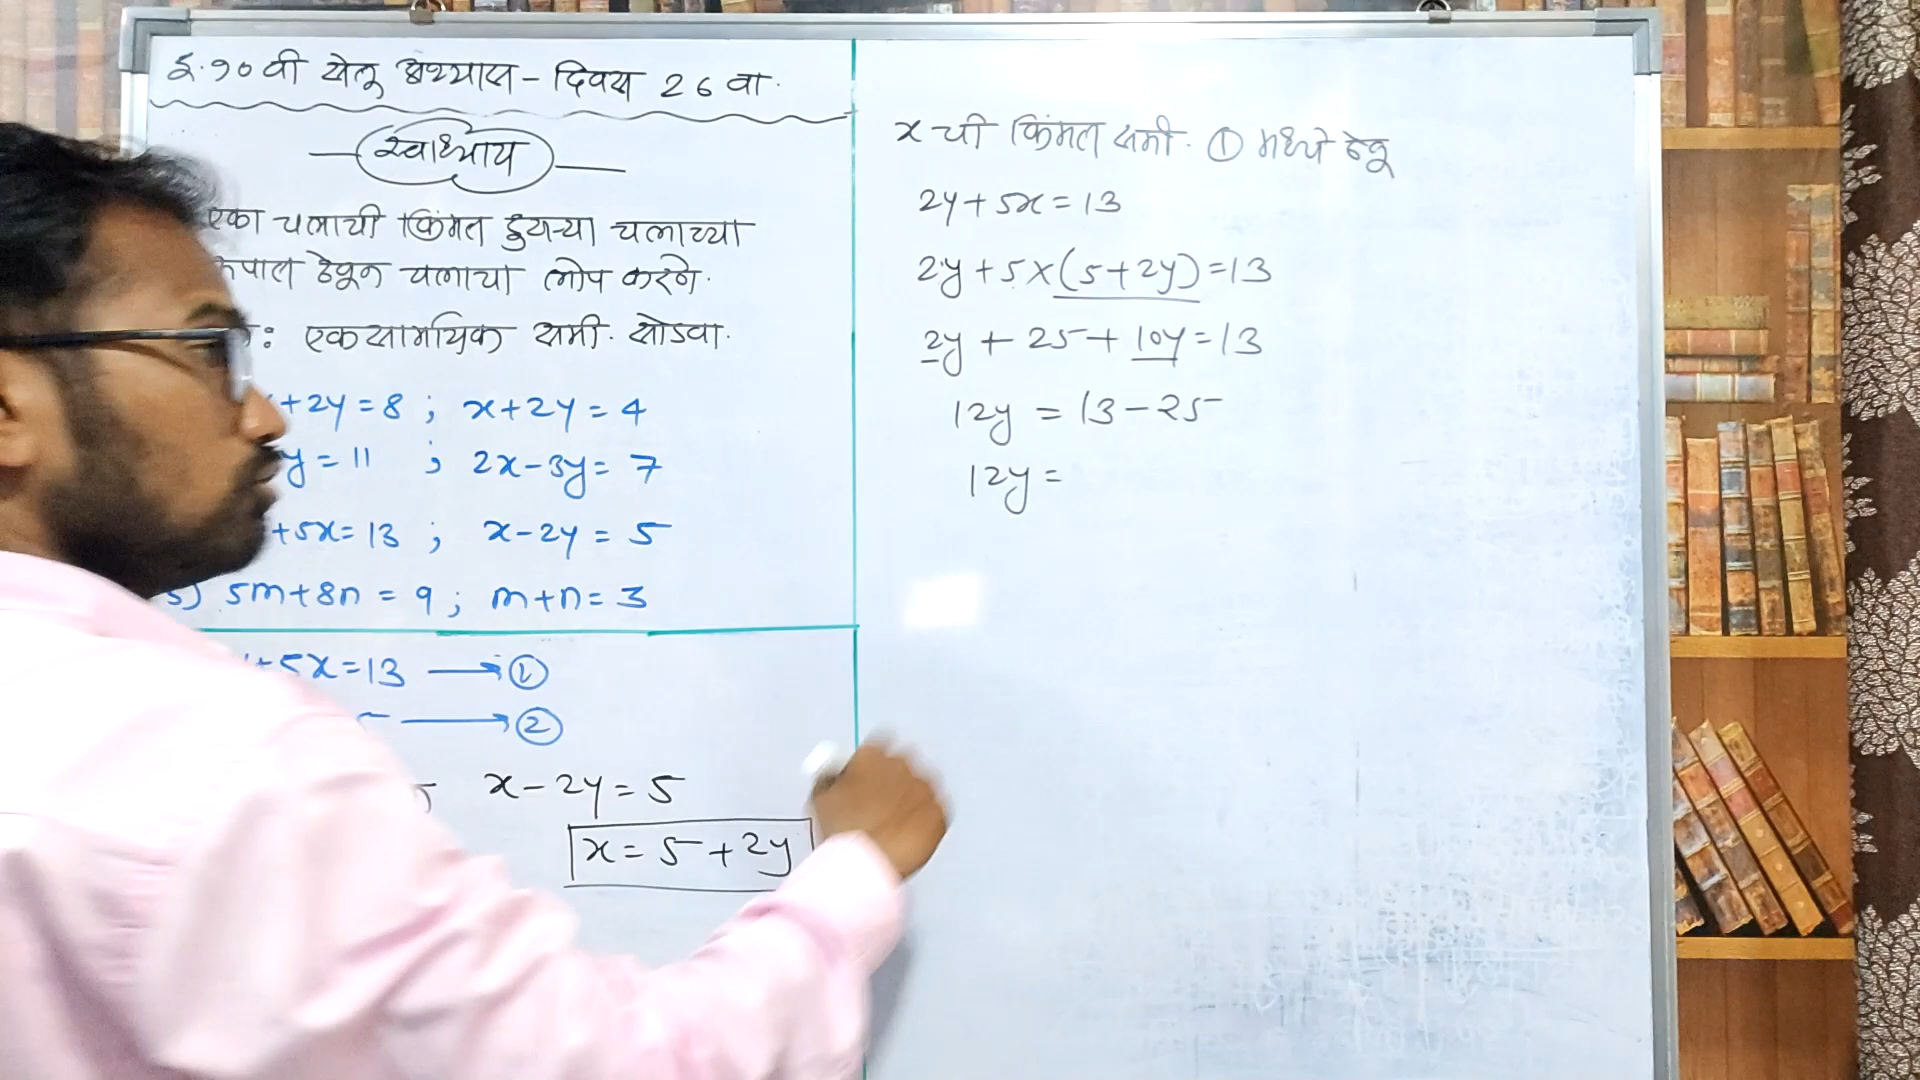 इ.१० वी सेतू अभ्यास - दिवस 26 वा.
स्वाध्याय
एका चलाची किंमत दुसऱ्या चलाच्या
रूपात ठेवून चलाचा लोप करणे.
: एकसामयिक समी. सोडवा.
+2y = 8 ; x+2y = 4
y = 11 ; 2x-3y = 7
+5x = 13 ; x-2y = 5
5) 5m+8n = 9 ; m+n = 3
+5x=13 → ①
→ ②
x-2y = 5
x = 5+2y
x ची किंमत समी. ① मध्ये ठेवू
2y+5x = 13
2y+5×(5+2y)=13
2y+25+10y=13
12y = 13-25
12y =